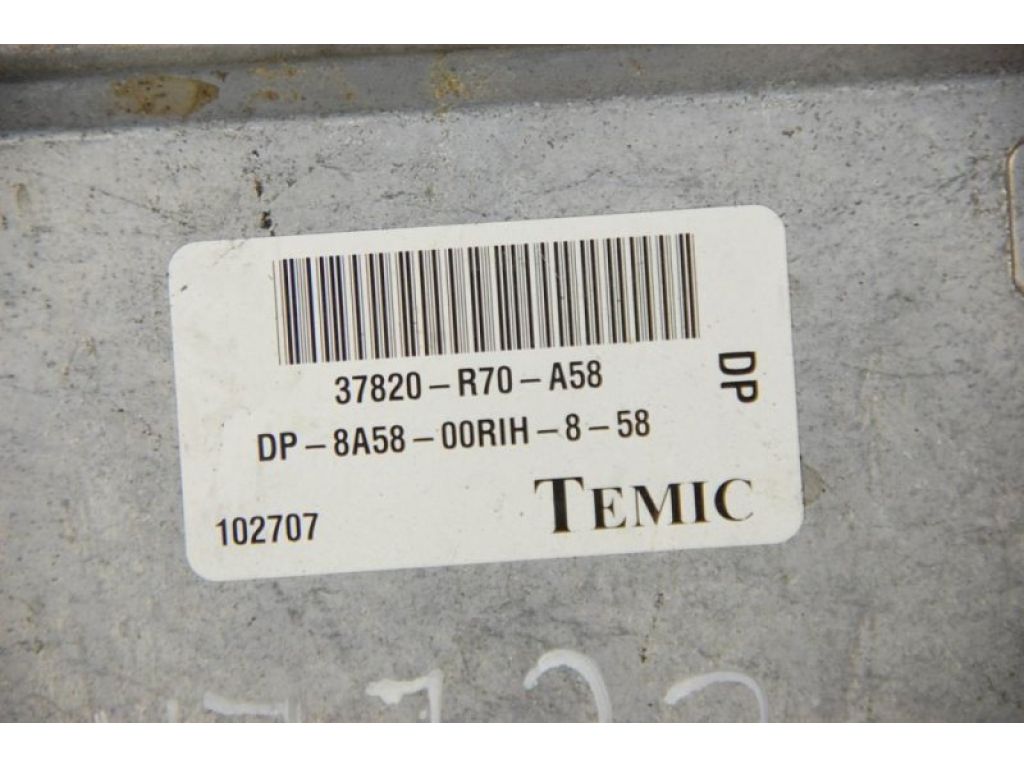 37820-R70-A58
DP-8A58-00RIH-8-58
DP
102707
TEMIC